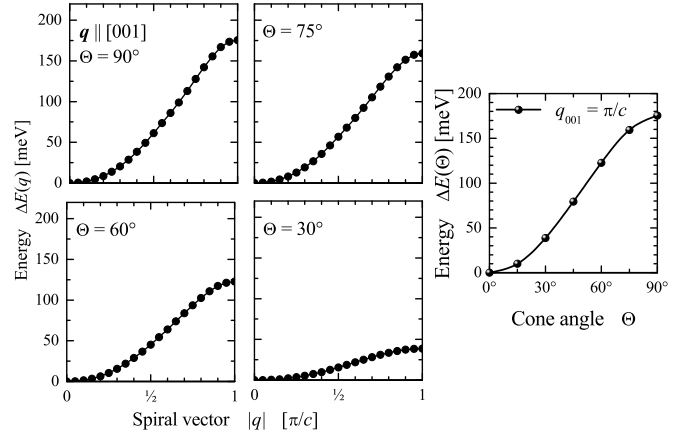 200
150
100
50
0
q || [001]
Θ = 90°
Θ = 75°
200
150
100
50
0
Θ = 60°
Θ = 30°
0
½
½
1
Energy ΔE(q) [meV]
Spiral vector |q| [π/c]
200
150
100
50
0
q001 = π/c
0°
30°
60°
90°
Energy ΔE(Θ) [meV]
Cone angle Θ